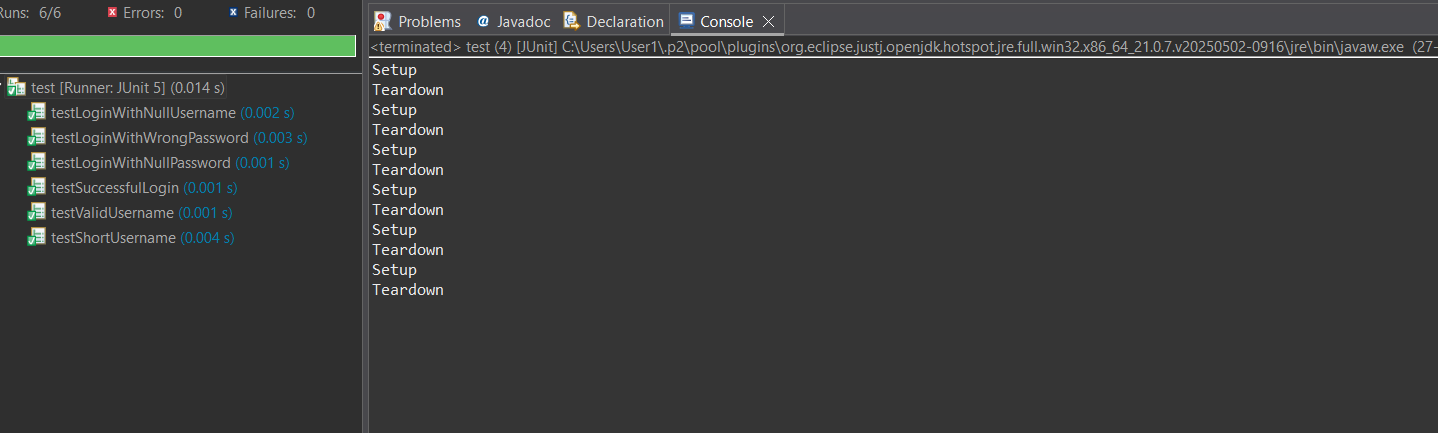 Runs: 6/6 Errors: 0 Failures: 0
test [Runner: JUnit 5] (0.014 s)
testLoginWithNullUsername (0.002 s)
testLoginWithWrongPassword (0.003 s)
testLoginWithNullPassword (0.001 s)
testSuccessfulLogin (0.001 s)
testValidUsername (0.001 s)
testShortUsername (0.004 s)
Problems @ Javadoc Declaration Console
<terminated> test (4) [JUnit] C:\Users\User1\.p2\pool\plugins\org.eclipse.justj.openjdk.hotspot.jre.full.win32.x86_64_21.0.7.v20250502-0916\jre\bin\javaw.exe (27-
Setup
Teardown
Setup
Teardown
Setup
Teardown
Setup
Teardown
Setup
Teardown
Setup
Teardown